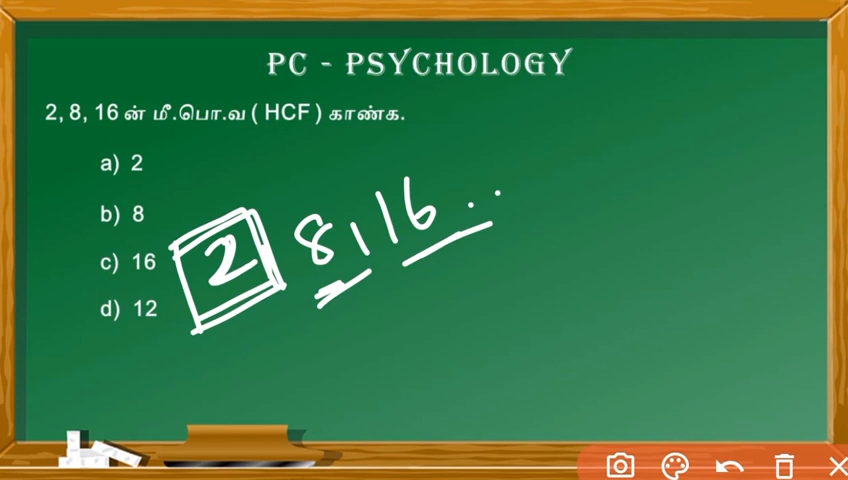 PC - PSYCHOLOGY
2, 8, 16 ன் மீ.பொ.வ ( HCF ) காண்க.
a) 2
b) 8
c) 16
d) 12
2 8, 16 . .